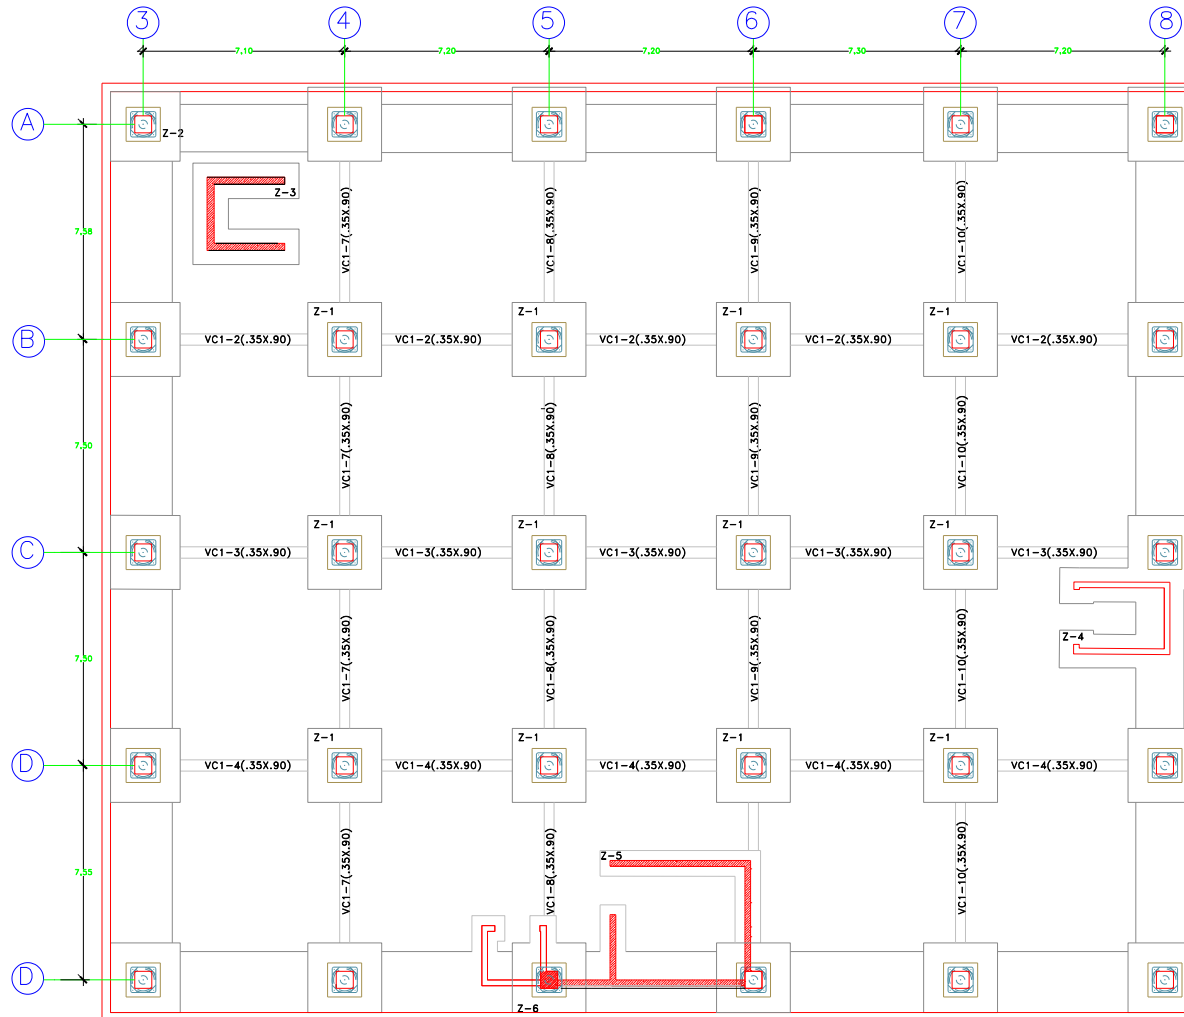 3 4 5 6 7 8
7,10 7,20 7,20 7,30 7,20
A
Z-2
Z-3
7,58
VC1-7(.35X.90) VC1-8(.35X.90) VC1-9(.35X.90) VC1-10(.35X.90)
Z-1 Z-1 Z-1 Z-1
B
VC1-2(.35X.90) VC1-2(.35X.90) VC1-2(.35X.90) VC1-2(.35X.90) VC1-2(.35X.90)
7,50
VC1-7(.35X.90) VC1-8(.35X.90) VC1-9(.35X.90) VC1-10(.35X.90)
Z-1 Z-1 Z-1 Z-1
C
VC1-3(.35X.90) VC1-3(.35X.90) VC1-3(.35X.90) VC1-3(.35X.90) VC1-3(.35X.90)
Z-4
7,50
VC1-7(.35X.90) VC1-8(.35X.90) VC1-9(.35X.90) VC1-10(.35X.90)
Z-1 Z-1 Z-1 Z-1
D
VC1-4(.35X.90) VC1-4(.35X.90) VC1-4(.35X.90) VC1-4(.35X.90) VC1-4(.35X.90)
Z-5
7,55
VC1-7(.35X.90) VC1-8(.35X.90) VC1-10(.35X.90)
D
Z-6